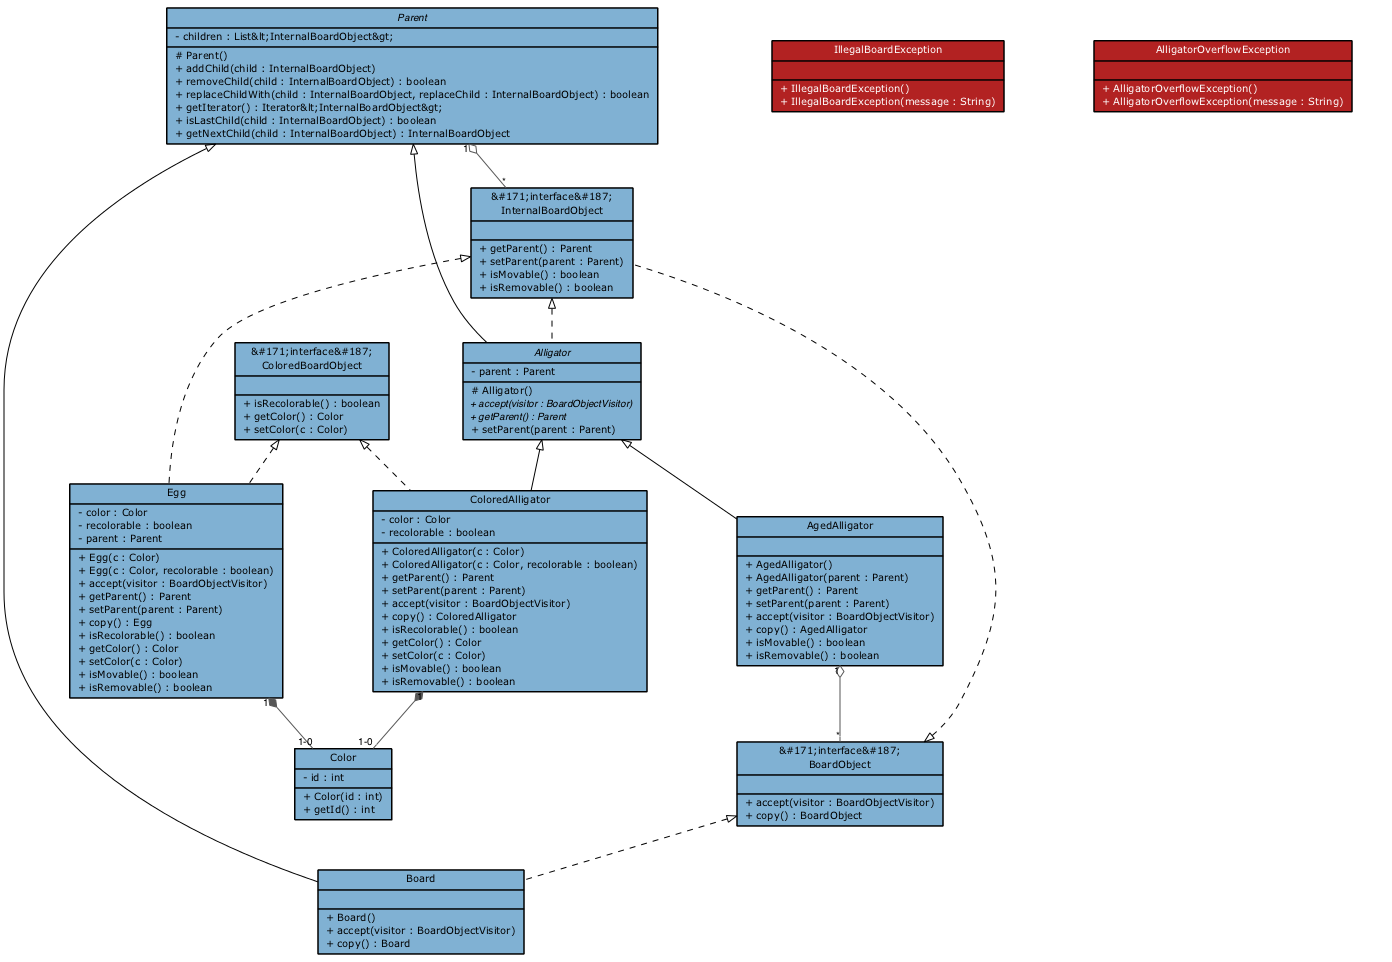 Parent
- children : List&lt;InternalBoardObject&gt;
# Parent()
+ addChild(child : InternalBoardObject)
+ removeChild(child : InternalBoardObject) : boolean
+ replaceChildWith(child : InternalBoardObject, replaceChild : InternalBoardObject) : boolean
+ getIterator() : Iterator&lt;InternalBoardObject&gt;
+ isLastChild(child : InternalBoardObject) : boolean
+ getNextChild(child : InternalBoardObject) : InternalBoardObject
IllegalBoardException
+ IllegalBoardException()
+ IllegalBoardException(message : String)
AlligatorOverflowException
+ AlligatorOverflowException()
+ AlligatorOverflowException(message : String)
1
*
&#171;interface&#187;
InternalBoardObject
+ getParent() : Parent
+ setParent(parent : Parent)
+ isMovable() : boolean
+ isRemovable() : boolean
&#171;interface&#187;
ColoredBoardObject
+ isRecolorable() : boolean
+ getColor() : Color
+ setColor(c : Color)
Alligator
- parent : Parent
# Alligator()
+ accept(visitor : BoardObjectVisitor)
+ getParent() : Parent
+ setParent(parent : Parent)
Egg
- color : Color
- recolorable : boolean
- parent : Parent
+ Egg(c : Color)
+ Egg(c : Color, recolorable : boolean)
+ accept(visitor : BoardObjectVisitor)
+ getParent() : Parent
+ setParent(parent : Parent)
+ copy() : Egg
+ isRecolorable() : boolean
+ getColor() : Color
+ setColor(c : Color)
+ isMovable() : boolean
+ isRemovable() : boolean
ColoredAlligator
- color : Color
- recolorable : boolean
+ ColoredAlligator(c : Color)
+ ColoredAlligator(c : Color, recolorable : boolean)
+ getParent() : Parent
+ setParent(parent : Parent)
+ accept(visitor : BoardObjectVisitor)
+ copy() : ColoredAlligator
+ isRecolorable() : boolean
+ getColor() : Color
+ setColor(c : Color)
+ isMovable() : boolean
+ isRemovable() : boolean
AgedAlligator
+ AgedAlligator()
+ AgedAlligator(parent : Parent)
+ getParent() : Parent
+ setParent(parent : Parent)
+ accept(visitor : BoardObjectVisitor)
+ copy() : AgedAlligator
+ isMovable() : boolean
+ isRemovable() : boolean
1
1
1
1-0
1-0
*
Color
- id : int
+ Color(id : int)
+ getId() : int
&#171;interface&#187;
BoardObject
+ accept(visitor : BoardObjectVisitor)
+ copy() : BoardObject
Board
+ Board()
+ accept(visitor : BoardObjectVisitor)
+ copy() : Board